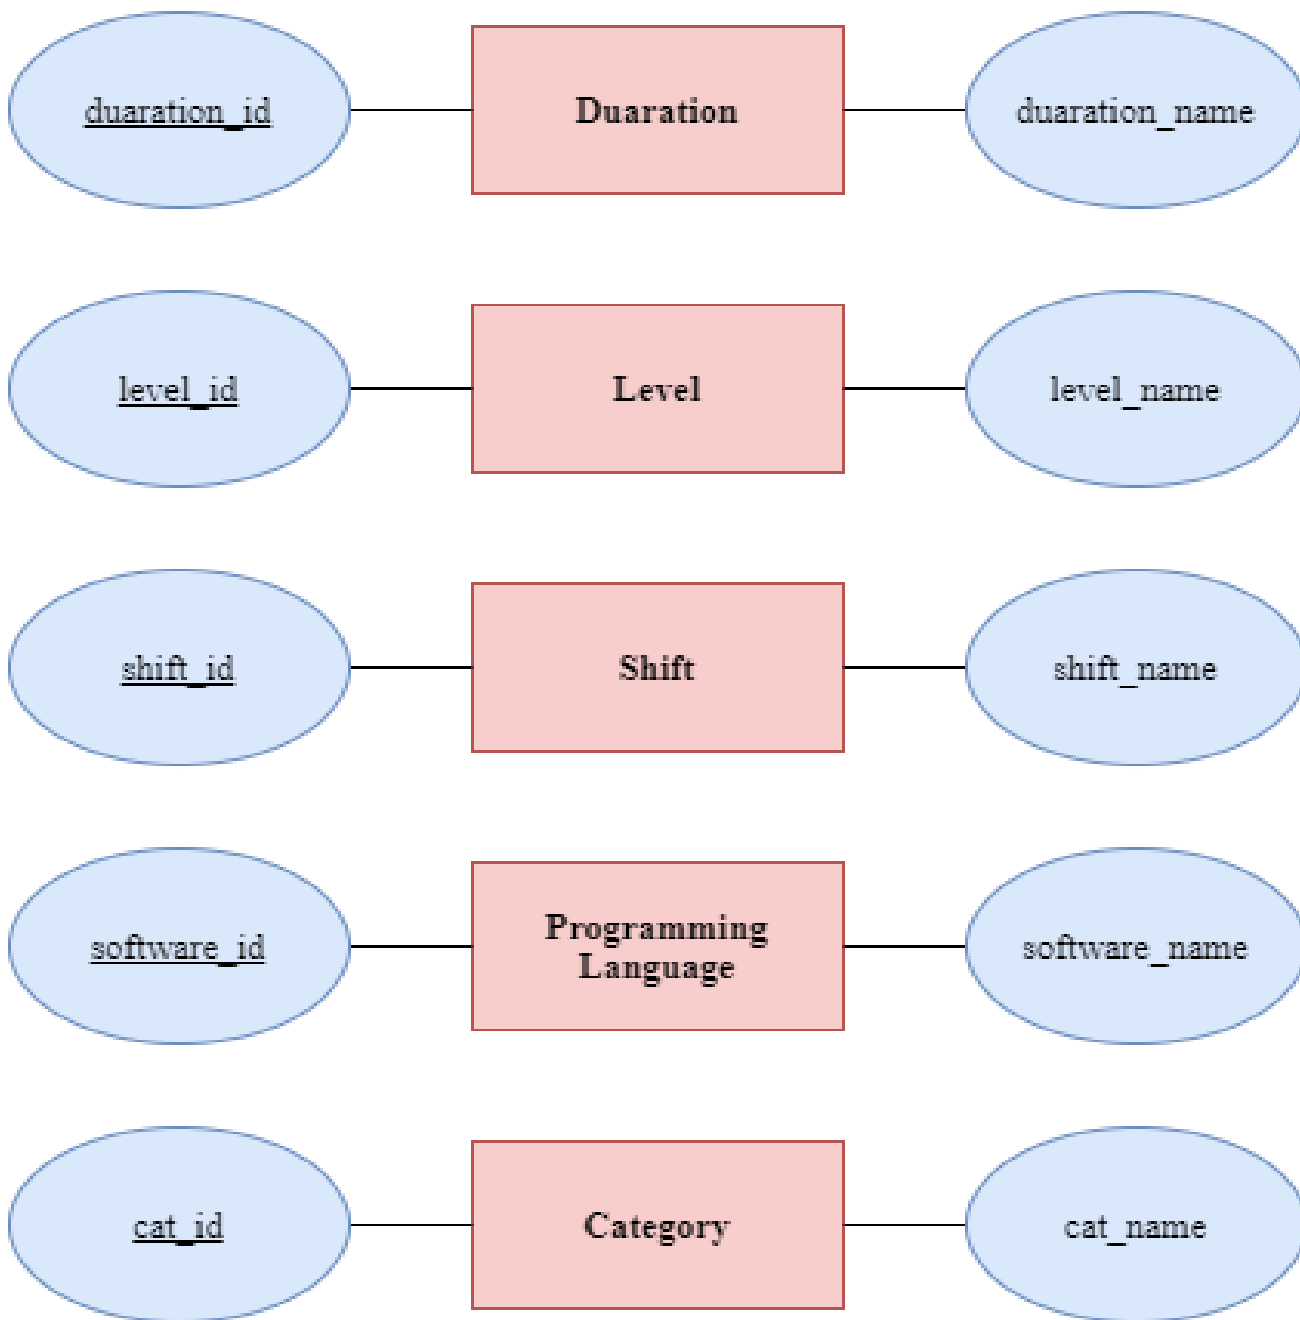 duaration_id
Duaration
duaration_name
level_id
Level
level_name
shift_id
Shift
shift_name
software_id
Programming
Language
software_name
cat_id
Category
cat_name